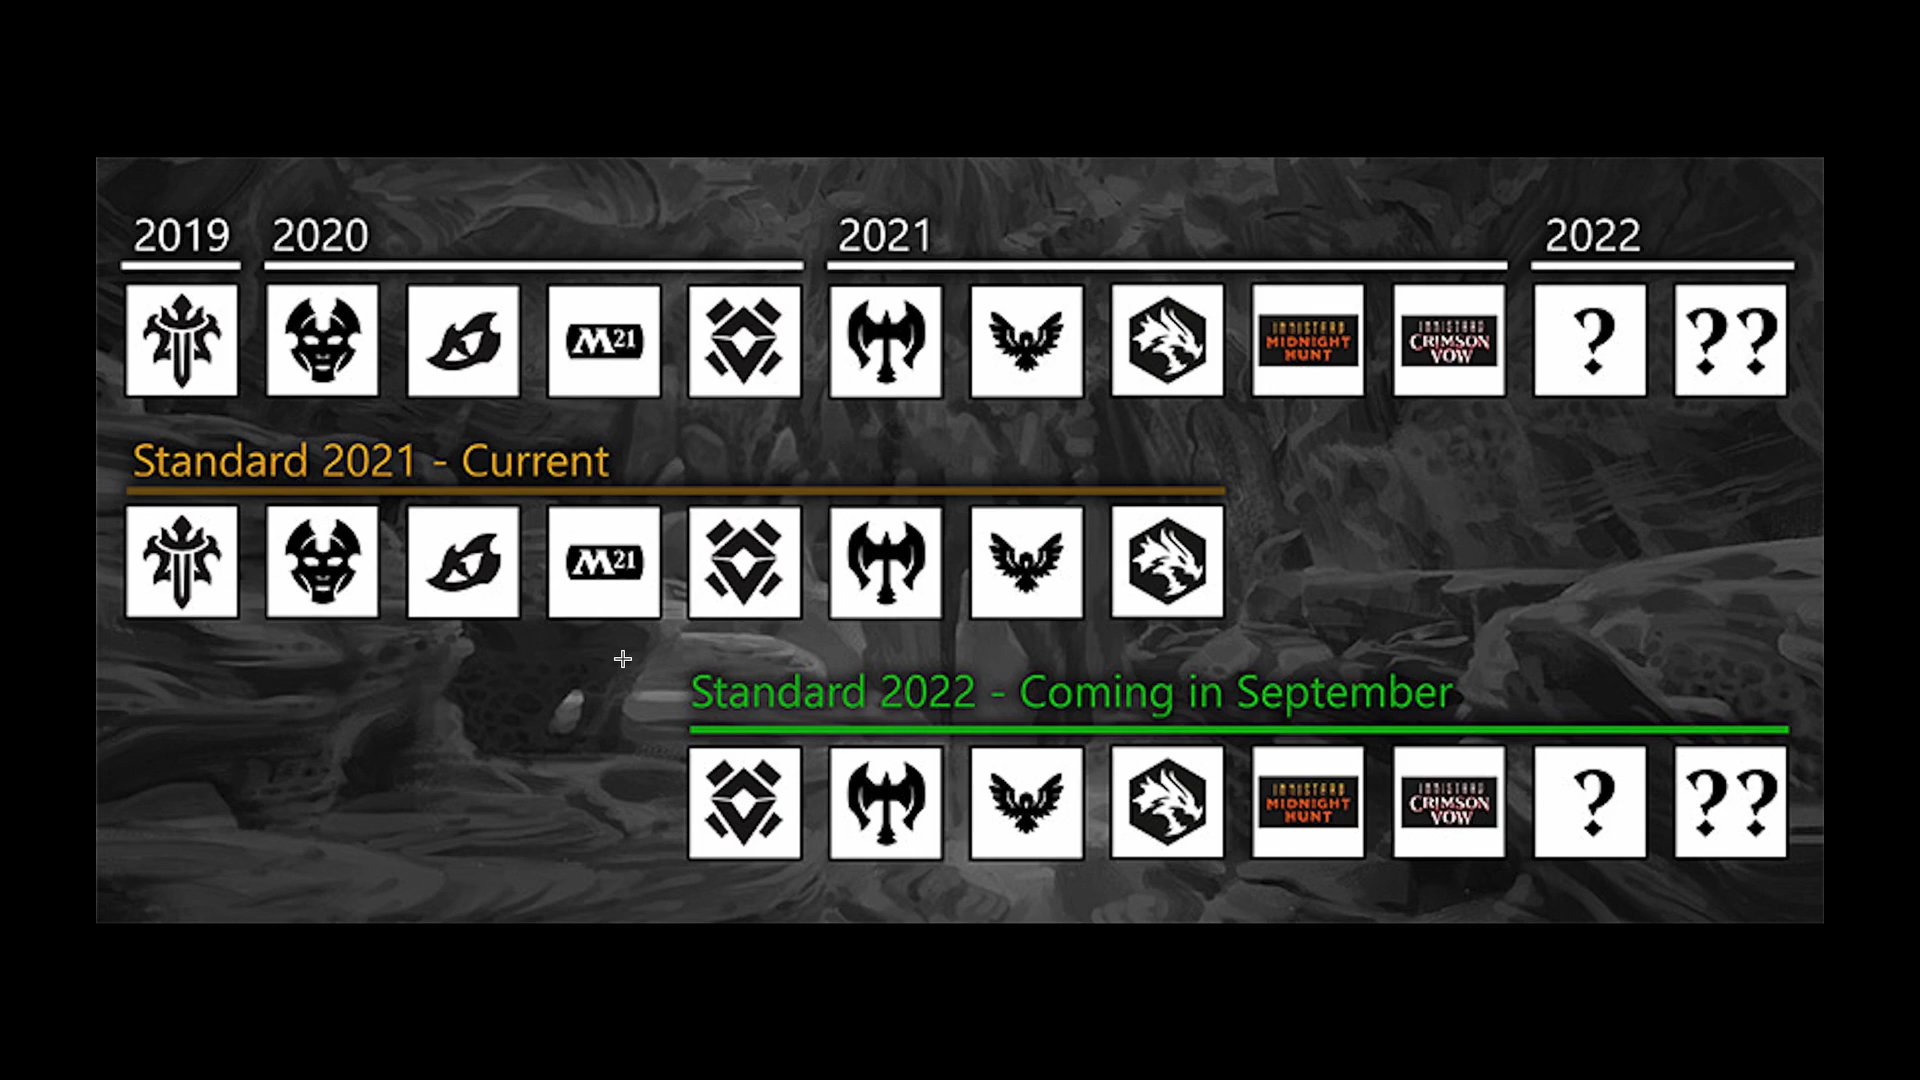 2019 2020 2021 2022
M21
INNISTRAD
MIDNIGHT
HUNT
INNISTRAD
CRIMSON
VOW
? ??
Standard 2021 - Current
M21
Standard 2022 - Coming in September
INNISTRAD
MIDNIGHT
HUNT
INNISTRAD
CRIMSON
VOW
? ??